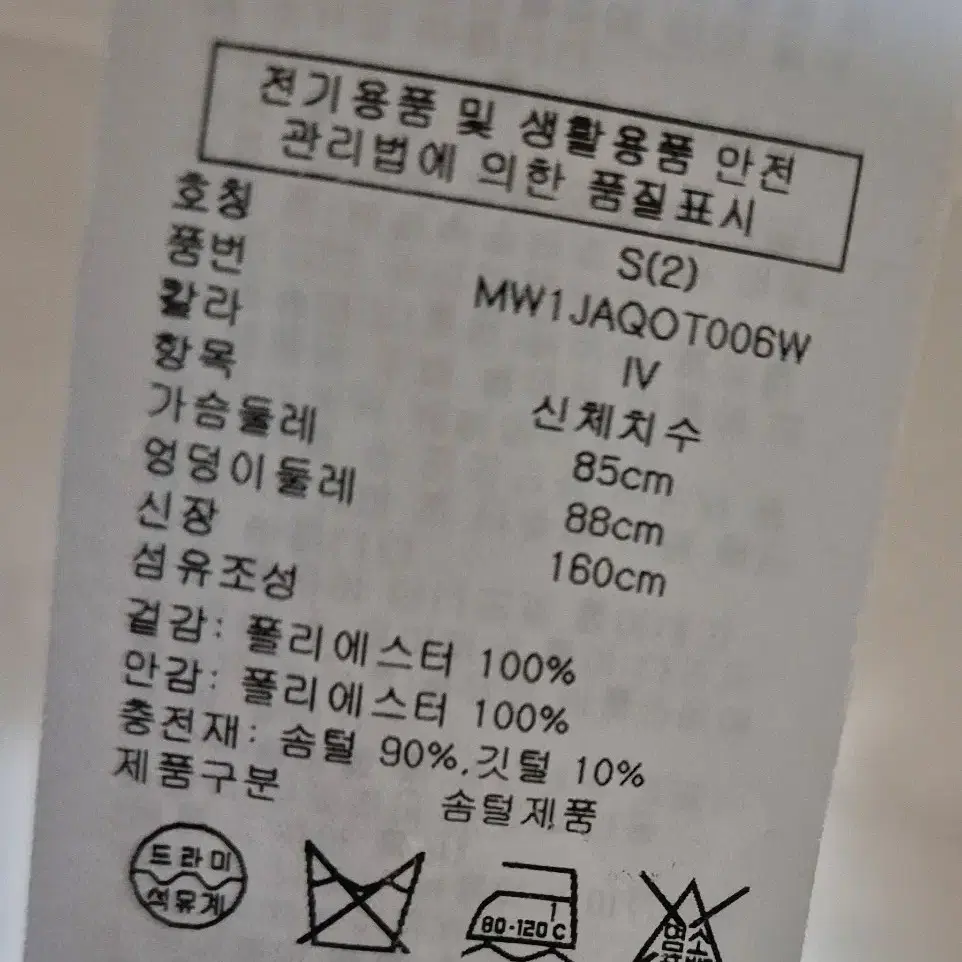 전기용품 및 생활용품 안전
관리법에 의한 품질표시
호칭 S(2)
품번 MW1JAQOT006W
칼라 IV
항목 신체치수
가슴둘레 85cm
엉덩이둘레 88cm
신장 160cm
섬유조성
겉감: 폴리에스터 100%
안감: 폴리에스터 100%
충전재: 솜털 90%,깃털 10%
제품구분 솜털제품
드라이
석유계
80-120℃
염소